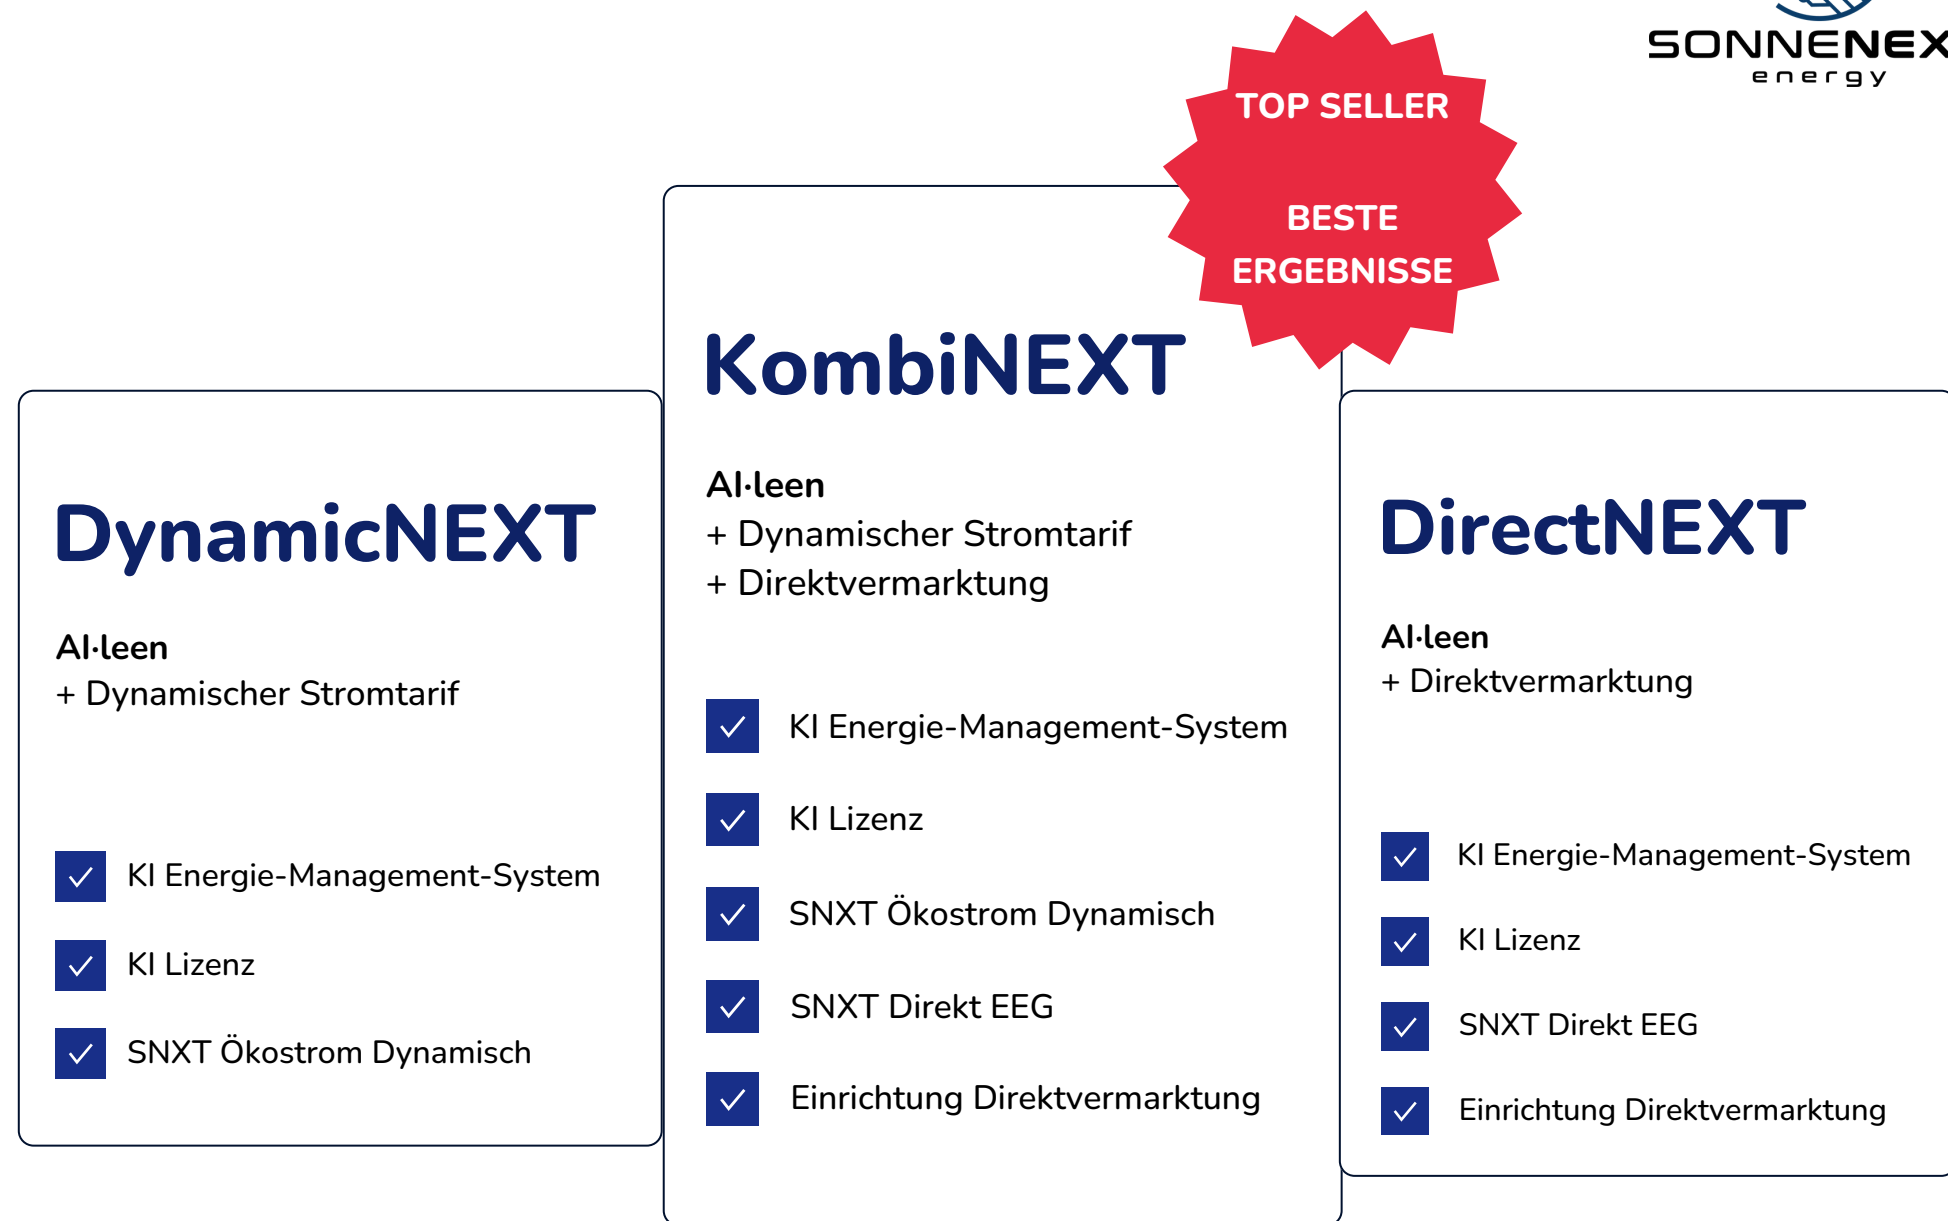 SONNENEX
energy
TOP SELLER
BESTE
ERGEBNISSE
DynamicNEXT
AI·leen
+ Dynamischer Stromtarif
KI Energie-Management-System
KI Lizenz
SNXT Ökostrom Dynamisch
KombiNEXT
AI·leen
+ Dynamischer Stromtarif
+ Direktvermarktung
KI Energie-Management-System
KI Lizenz
SNXT Ökostrom Dynamisch
SNXT Direkt EEG
Einrichtung Direktvermarktung
DirectNEXT
AI·leen
+ Direktvermarktung
KI Energie-Management-System
KI Lizenz
SNXT Direkt EEG
Einrichtung Direktvermarktung